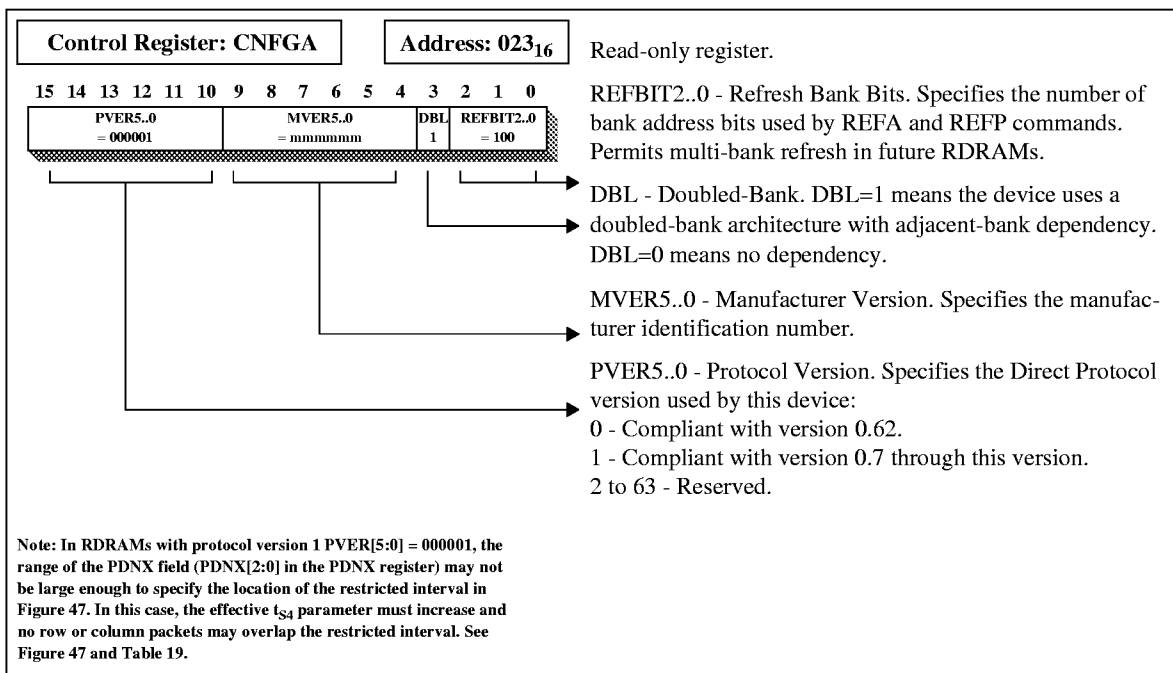 Control Register: CNFGA
Address: 023₁₆
15 14 13 12 11 10 9 8 7 6 5 4 3 2 1 0
PVER5..0 MVER5..0 DBL REFBIT2..0
= 000001 = mmmmmm 1 = 100
Read-only register.
REFBIT2..0 - Refresh Bank Bits. Specifies the number of
bank address bits used by REFA and REFP commands.
Permits multi-bank refresh in future RDRAMs.
DBL - Doubled-Bank. DBL=1 means the device uses a
doubled-bank architecture with adjacent-bank dependency.
DBL=0 means no dependency.
MVER5..0 - Manufacturer Version. Specifies the manufac-
turer identification number.
PVER5..0 - Protocol Version. Specifies the Direct Protocol
version used by this device:
0 - Compliant with version 0.62.
1 - Compliant with version 0.7 through this version.
2 to 63 - Reserved.
Note: In RDRAMs with protocol version 1 PVER[5:0] = 000001, the
range of the PDNX field (PDNX[2:0] in the PDNX register) may not
be large enough to specify the location of the restricted interval in
Figure 47. In this case, the effective tS4 parameter must increase and
no row or column packets may overlap the restricted interval. See
Figure 47 and Table 19.